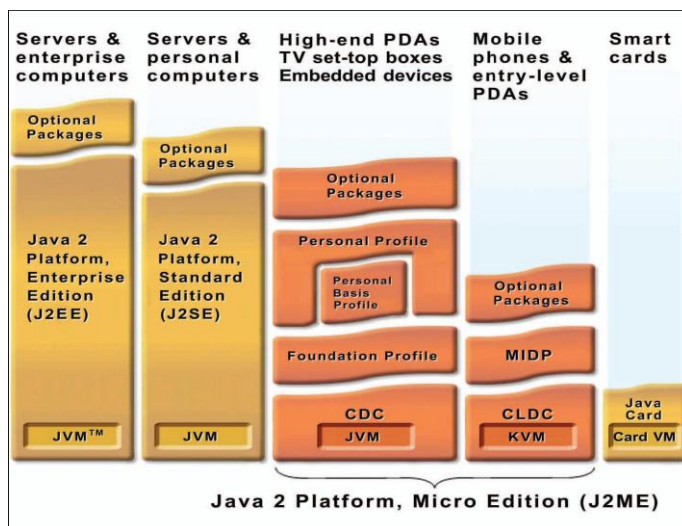 Servers &
enterprise
computers
Servers &
personal
computers
High-end PDAs
TV set-top boxes
Embedded devices
Mobile
phones &
entry-level
PDAs
Smart
cards
Optional
Packages
Java 2
Platform,
Enterprise
Edition
(J2EE)
JVM™
Optional
Packages
Java 2
Platform,
Standard
Edition
(J2SE)
JVM
Optional
Packages
Personal Profile
Personal
Basis
Profile
Foundation Profile
CDC
JVM
Optional
Packages
MIDP
CLDC
KVM
Java
Card
Card VM
Java 2 Platform, Micro Edition (J2ME)